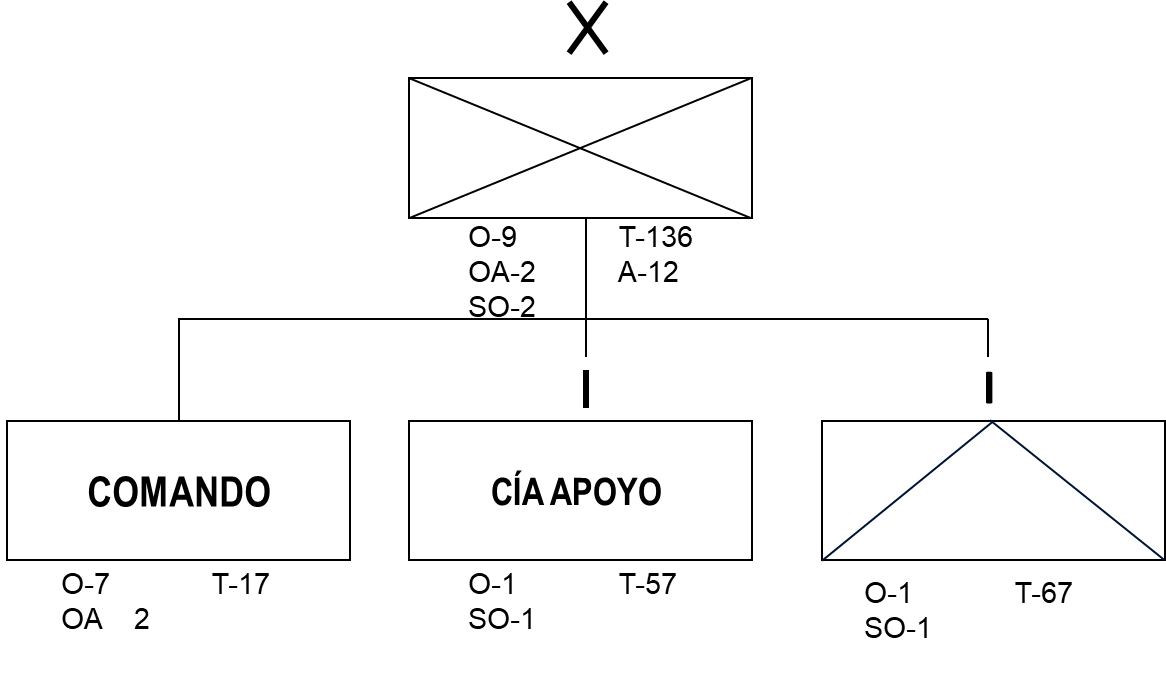 X
O-9 T-136
OA-2 A-12
SO-2
I I
COMANDO CÍA APOYO
O-7 T-17 O-1 T-57 O-1 T-67
OA 2 SO-1 SO-1